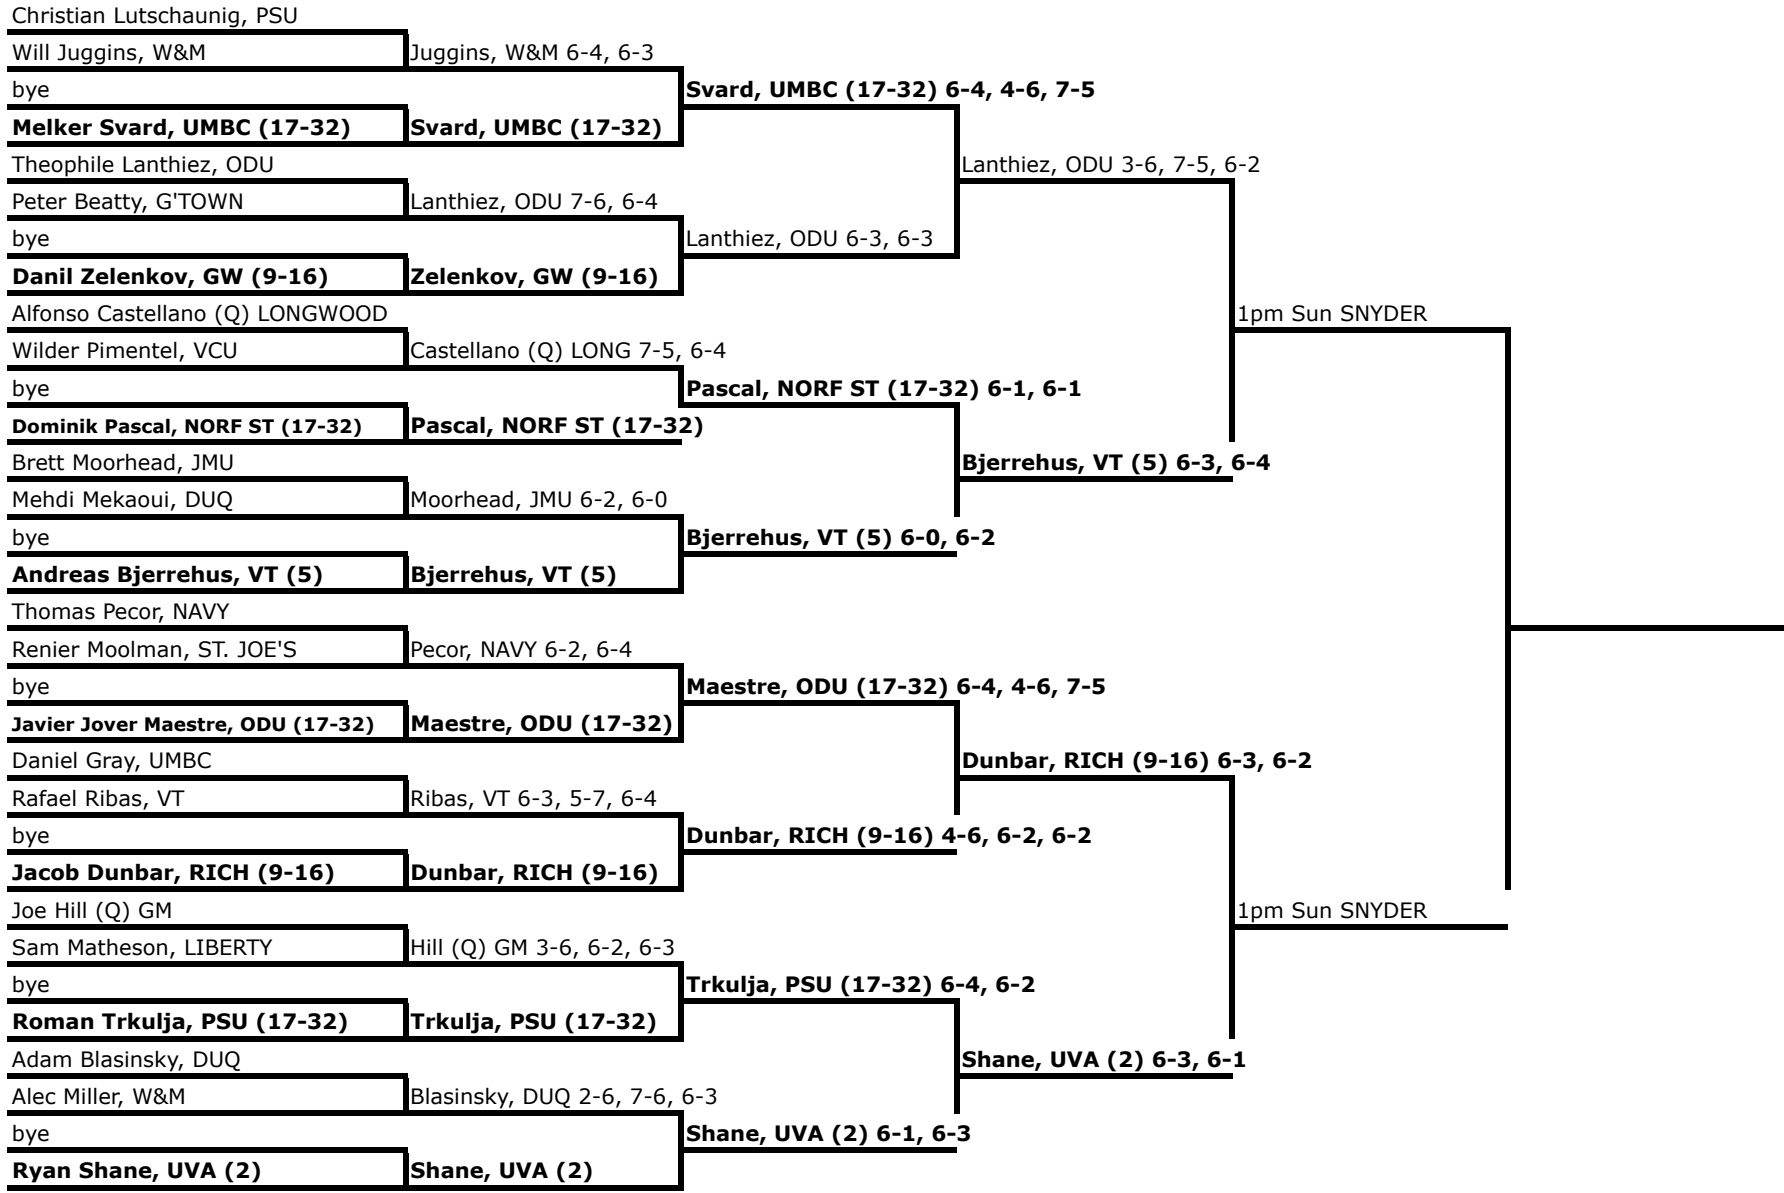 Christian Lutschaunig, PSU
Will Juggins, W&M
Juggins, W&M 6-4, 6-3
bye
Svard, UMBC (17-32) 6-4, 4-6, 7-5
Melker Svard, UMBC (17-32)
Svard, UMBC (17-32)
Theophile Lanthiez, ODU
Lanthiez, ODU 3-6, 7-5, 6-2
Peter Beatty, G'TOWN
Lanthiez, ODU 7-6, 6-4
bye
Lanthiez, ODU 6-3, 6-3
Danil Zelenkov, GW (9-16)
Zelenkov, GW (9-16)
Alfonso Castellano (Q) LONGWOOD
1pm Sun SNYDER
Wilder Pimentel, VCU
Castellano (Q) LONG 7-5, 6-4
bye
Pascal, NORF ST (17-32) 6-1, 6-1
Dominik Pascal, NORF ST (17-32)
Pascal, NORF ST (17-32)
Brett Moorhead, JMU
Bjerrehus, VT (5) 6-3, 6-4
Mehdi Mekaoui, DUQ
Moorhead, JMU 6-2, 6-0
bye
Bjerrehus, VT (5) 6-0, 6-2
Andreas Bjerrehus, VT (5)
Bjerrehus, VT (5)
Thomas Pecor, NAVY
Renier Moolman, ST. JOE'S
Pecor, NAVY 6-2, 6-4
bye
Maestre, ODU (17-32) 6-4, 4-6, 7-5
Javier Jover Maestre, ODU (17-32)
Maestre, ODU (17-32)
Daniel Gray, UMBC
Dunbar, RICH (9-16) 6-3, 6-2
Rafael Ribas, VT
Ribas, VT 6-3, 5-7, 6-4
bye
Dunbar, RICH (9-16) 4-6, 6-2, 6-2
Jacob Dunbar, RICH (9-16)
Dunbar, RICH (9-16)
Joe Hill (Q) GM
1pm Sun SNYDER
Sam Matheson, LIBERTY
Hill (Q) GM 3-6, 6-2, 6-3
bye
Trkulja, PSU (17-32) 6-4, 6-2
Roman Trkulja, PSU (17-32)
Trkulja, PSU (17-32)
Adam Blasinsky, DUQ
Shane, UVA (2) 6-3, 6-1
Alec Miller, W&M
Blasinsky, DUQ 2-6, 7-6, 6-3
bye
Shane, UVA (2) 6-1, 6-3
Ryan Shane, UVA (2)
Shane, UVA (2)